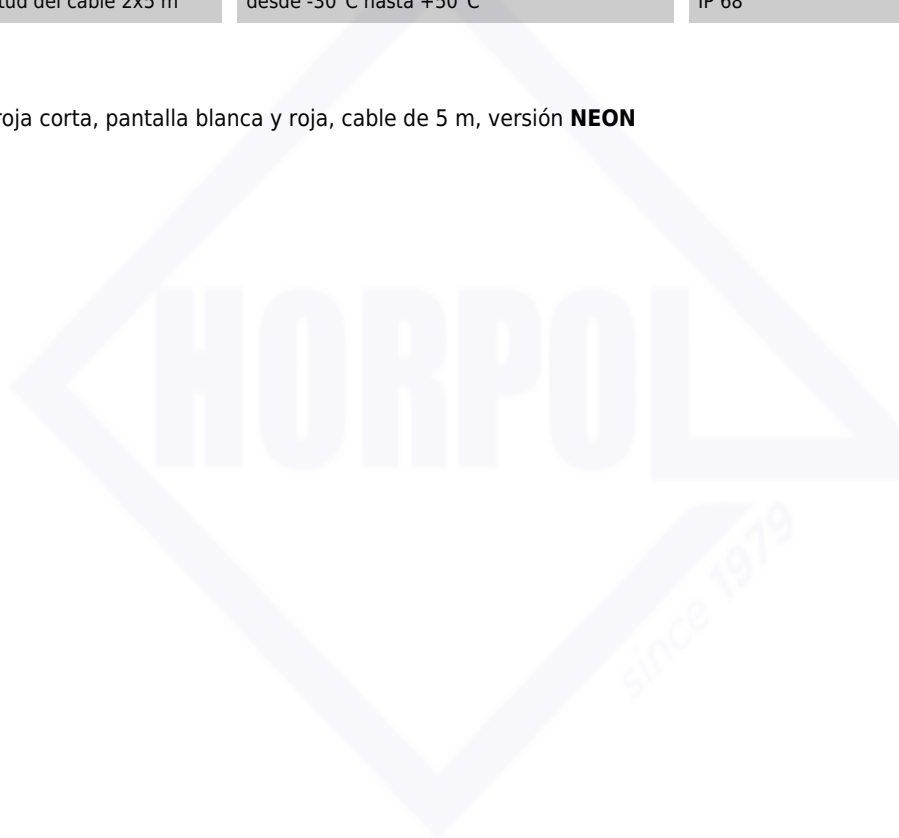 del cable 2x5 m desde -30°C hasta +50°C IP 68
roja corta, pantalla blanca y roja, cable de 5 m, versión NEON
HORPOL
since 1979